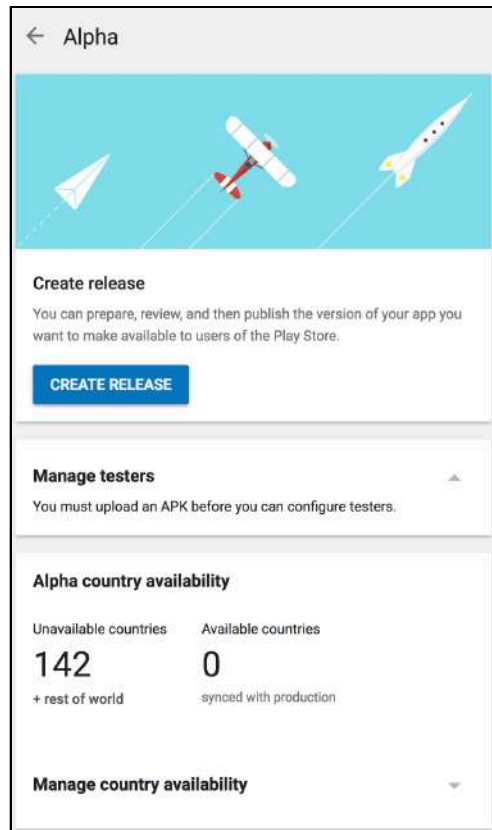 Alpha
Create release
You can prepare, review, and then publish the version of your app you
want to make available to users of the Play Store.
CREATE RELEASE
Manage testers
You must upload an APK before you can configure testers.
Alpha country availability
Unavailable countries
Available countries
142
0
+ rest of world
synced with production
Manage country availability